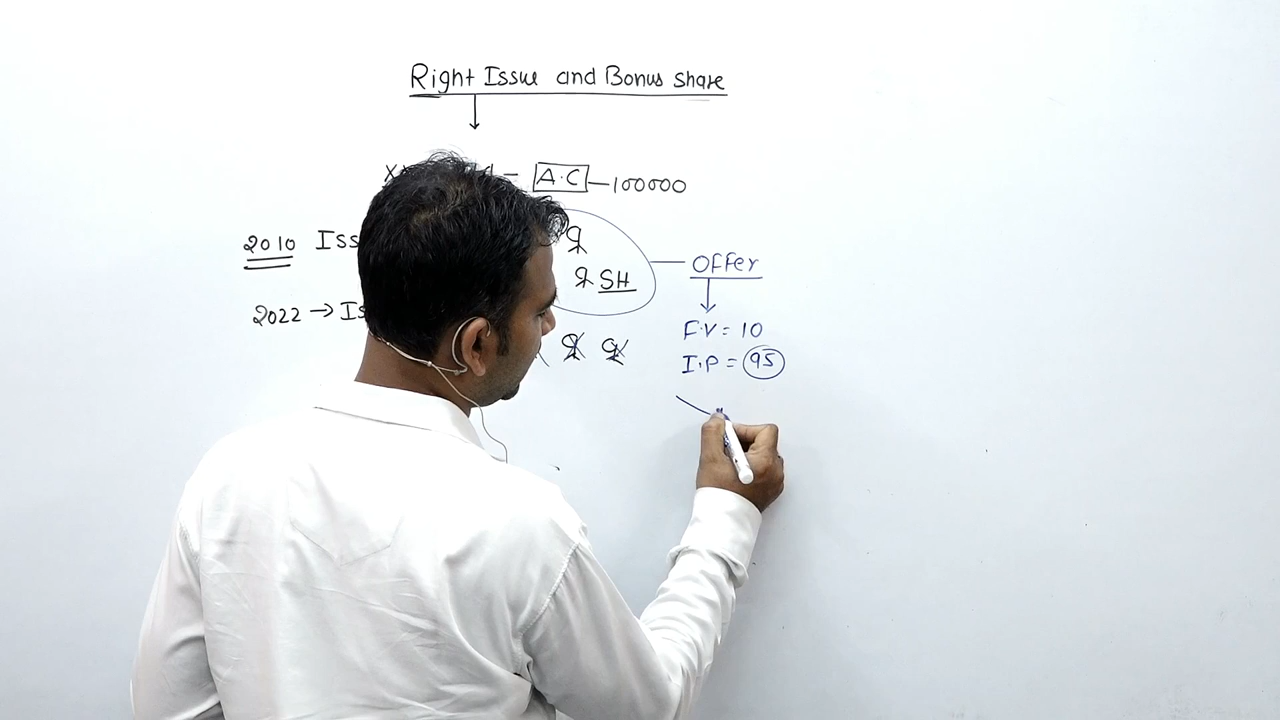 Right Issue and Bonus share
A.C — 100000
2010 Iss
SH
OFFer
2022 → Is
F.V = 10
I.P = 95